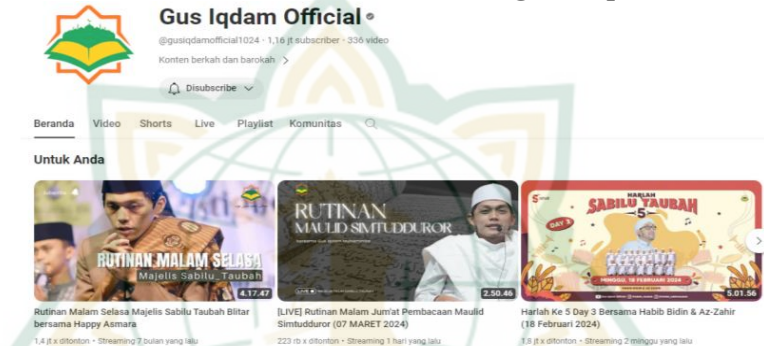 Gus Iqdam Official
@gusiqdamofficial1024 · 1,16 jt subscriber · 336 video
Konten berkah dan barokah
Disubscribe
Beranda Video Shorts Live Playlist Komunitas
Untuk Anda
RUTINAN MALAM SELASA
Majelis Sabilu_Taubah
4.17.47
RUTINAN
MAULID SIMTUDDUROR
LIVE
2.50.46
HARLAH
SABILU TAUBAH
5
DAY 3
MINGGU, 18 FEBRUARI 2024
5.01.56
Rutinan Malam Selasa Majelis Sabilu Taubah Blitar
bersama Happy Asmara
1,4 jt x ditonton • Streaming 7 bulan yang lalu
[LIVE] Rutinan Malam Jum'at Pembacaan Maulid
Simtudduror (07 MARET 2024)
223 rb x ditonton • Streaming 1 hari yang lalu
Harlah Ke 5 Day 3 Bersama Habib Bidin & Az-Zahir
(18 Februari 2024)
1,8 jt x ditonton • Streaming 2 minggu yang lalu